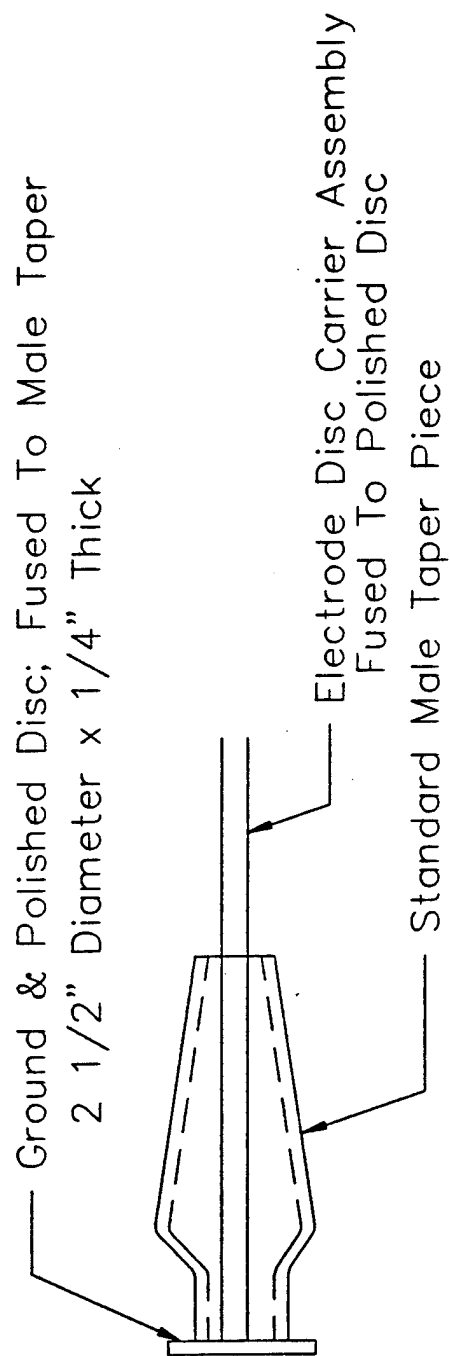 Ground & Polished Disc; Fused To Male Taper
2 1/2" Diameter x 1/4" Thick
Electrode Disc Carrier Assembly
Fused To Polished Disc
Standard Male Taper Piece